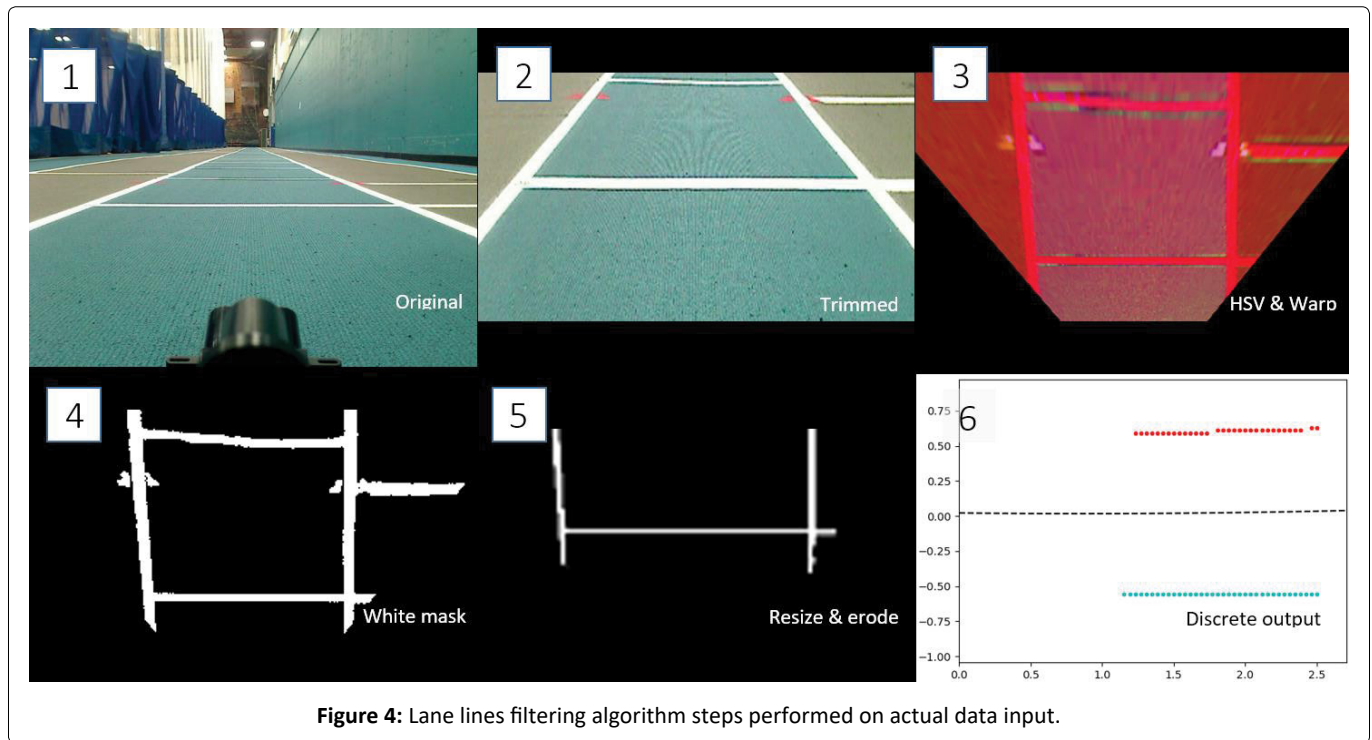 1
Original
2
Trimmed
3
HSV & Warp
4
White mask
5
Resize & erode
6
0.75
0.50
0.25
0.00
−0.25
−0.50
−0.75
−1.00
0.0 0.5 1.0 1.5 2.0 2.5
Discrete output
Figure 4: Lane lines filtering algorithm steps performed on actual data input.